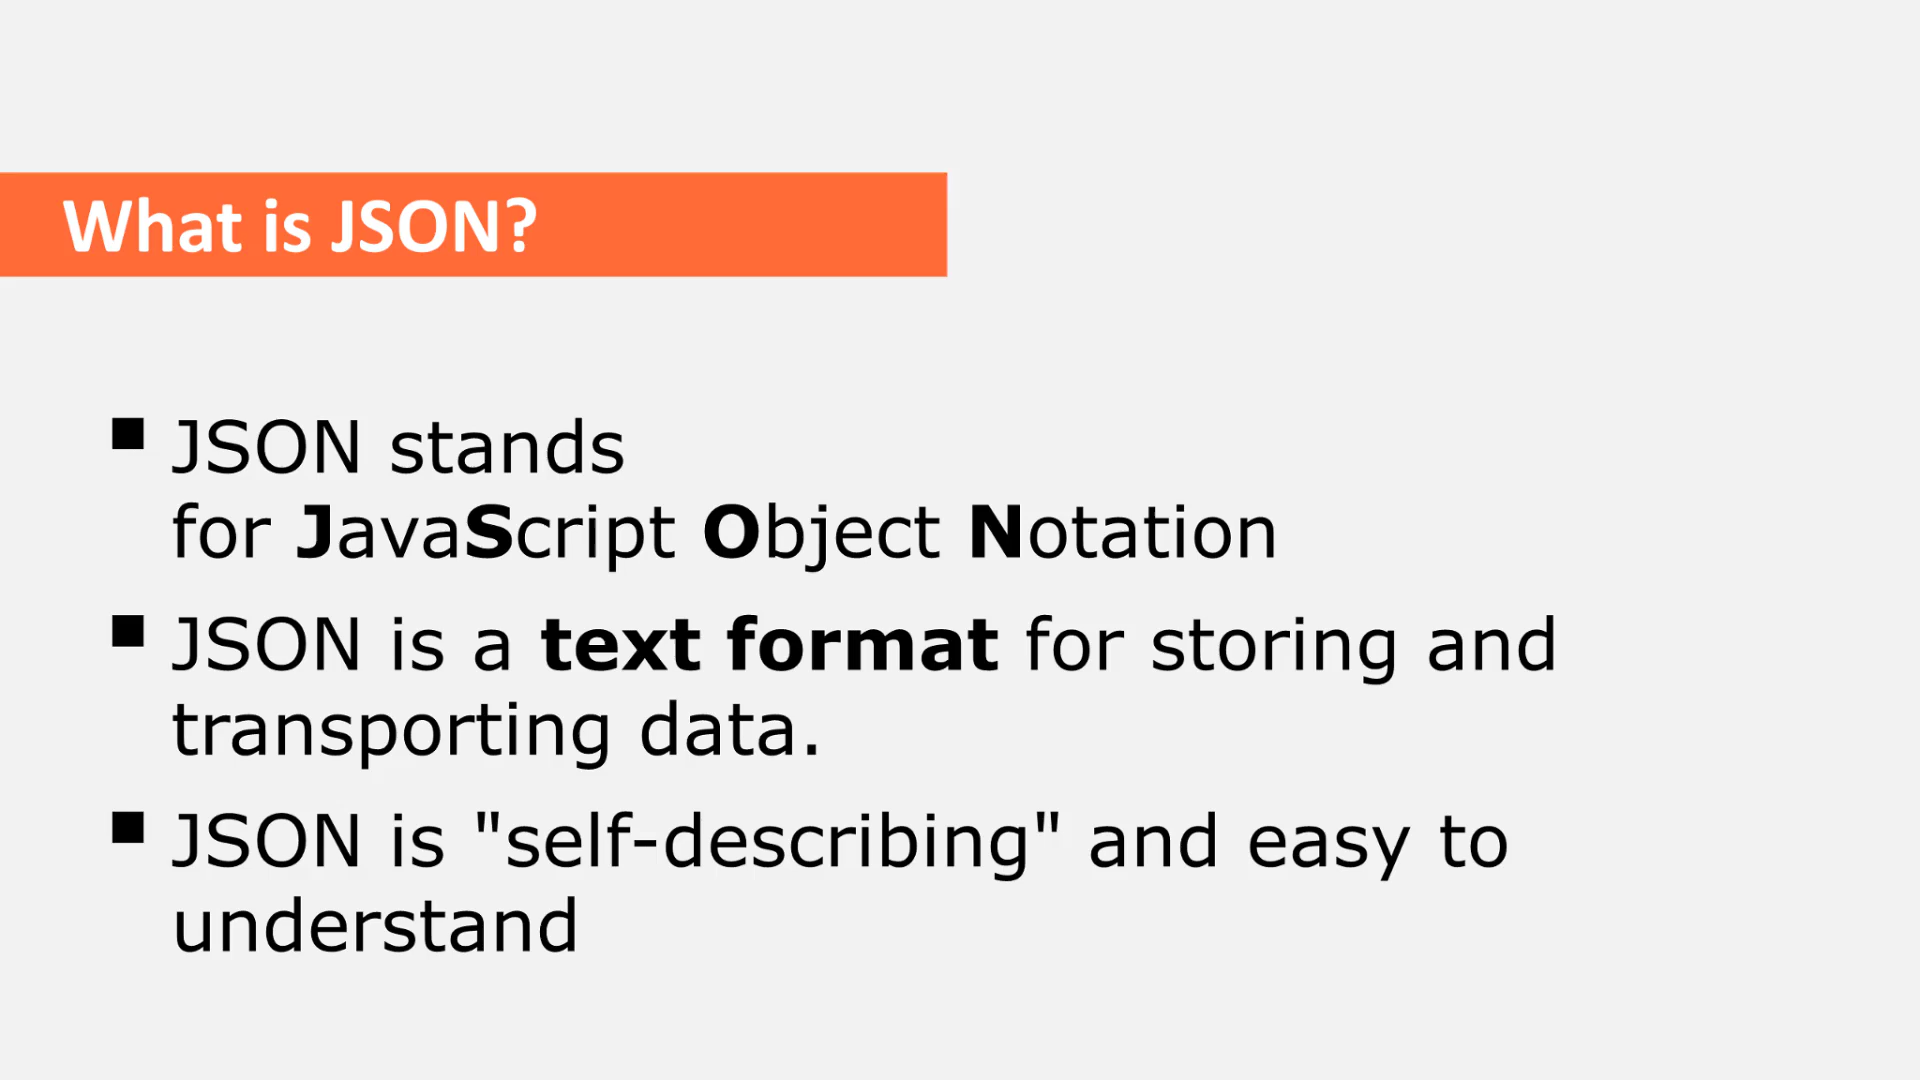 What is JSON?
■ JSON stands
for JavaScript Object Notation
■ JSON is a text format for storing and
transporting data.
■ JSON is "self-describing" and easy to
understand